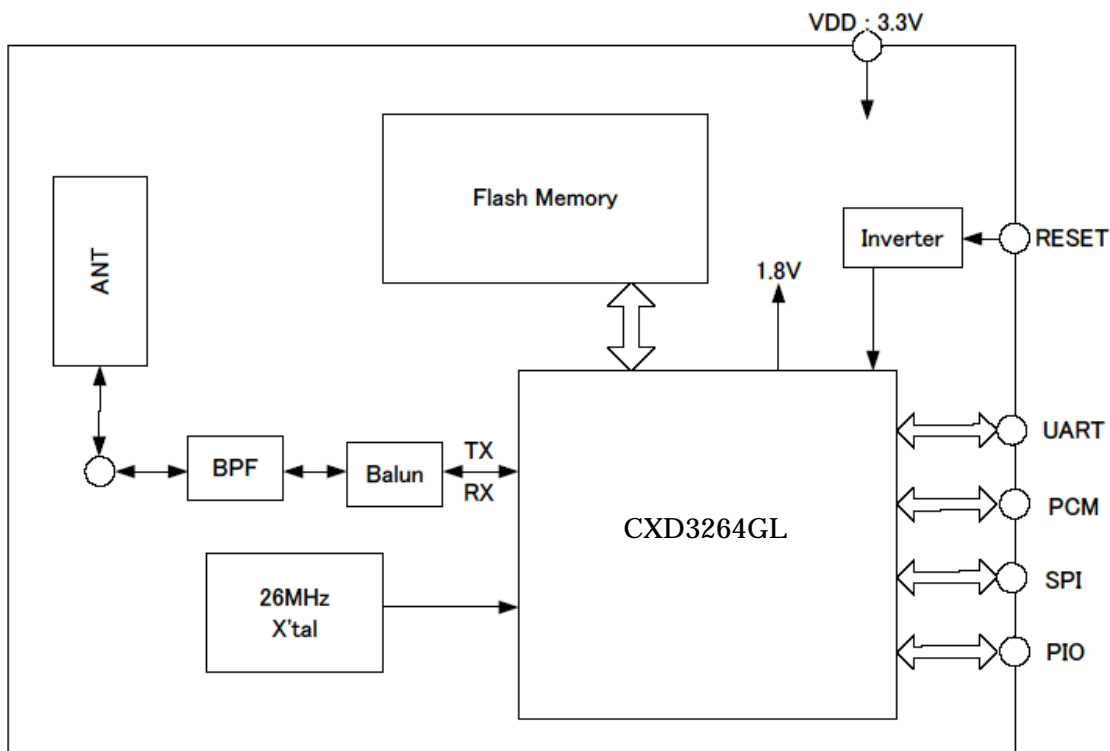 VDD : 3.3V
Flash Memory
ANT
Inverter
RESET
1.8V
UART
BPF
Balun
TX
RX
PCM
CXD3264GL
SPI
26MHz
X'tal
PIO